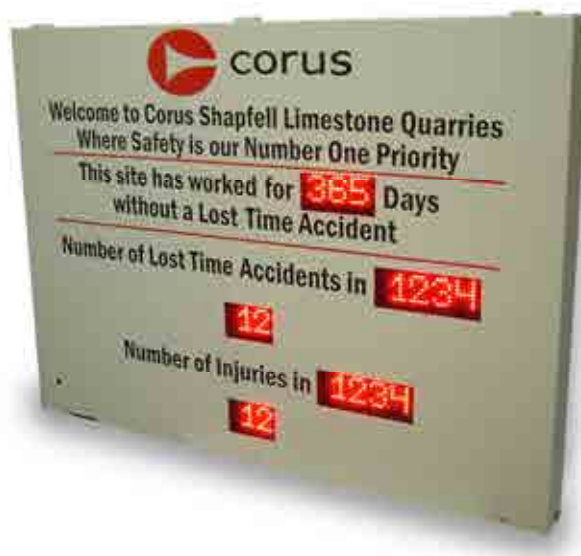 corus
Welcome to Corus Shapfell Limestone Quarries
Where Safety is our Number One Priority
This site has worked for 365 Days
without a Lost Time Accident
Number of Lost Time Accidents in 1234
12
Number of Injuries in 1234
12